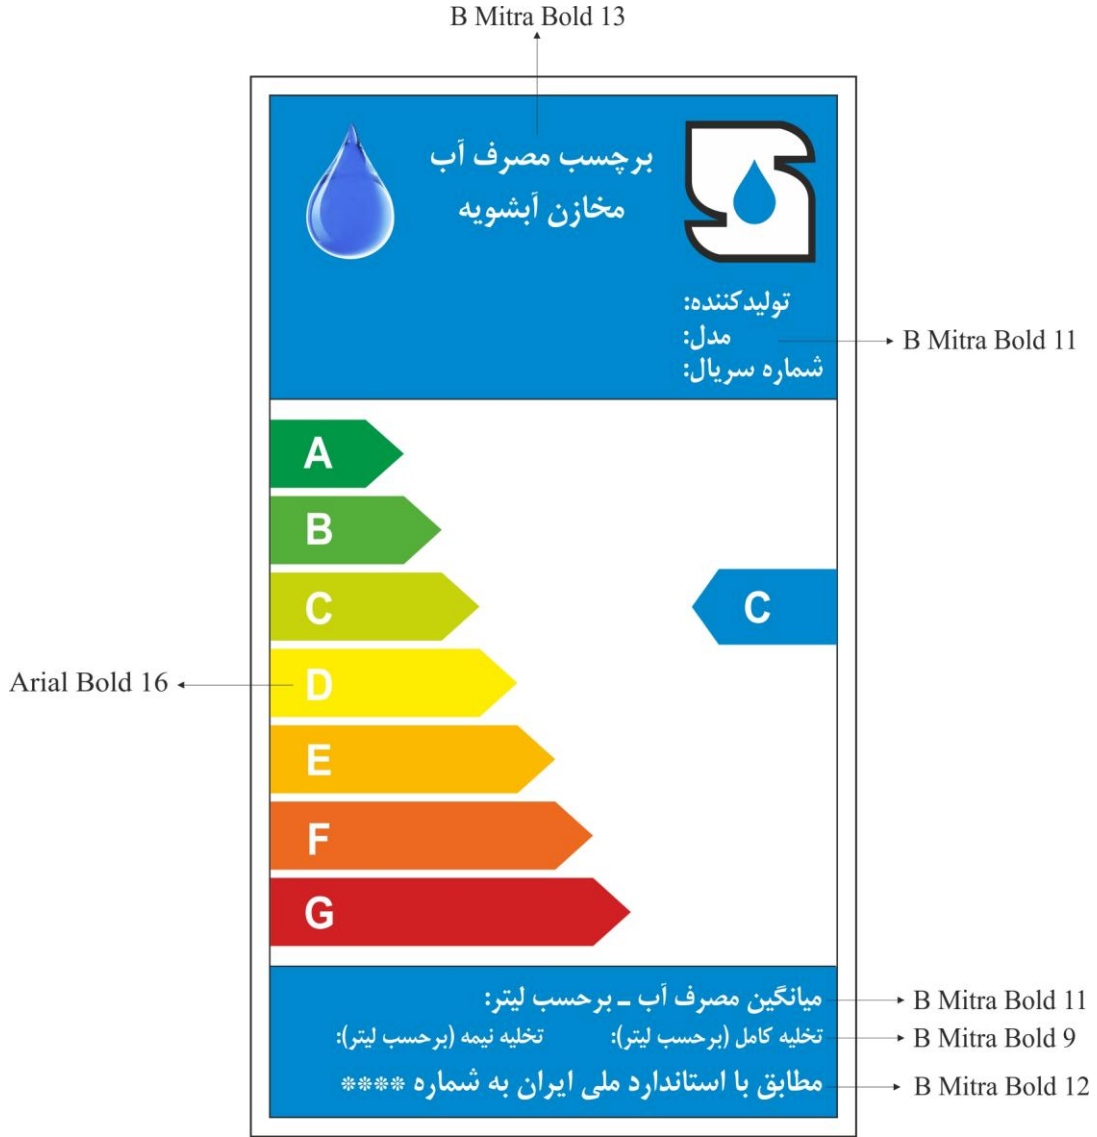 B Mitra Bold 13
برچسب مصرف آب
مخازن آبشویه
تولیدکننده:
مدل:
B Mitra Bold 11
شماره سریال:
A
B
C
C
Arial Bold 16
D
E
F
G
میانگین مصرف آب ـ برحسب لیتر:
B Mitra Bold 11
تخلیه کامل (برحسب لیتر): تخلیه نیمه (برحسب لیتر):
B Mitra Bold 9
مطابق با استاندارد ملی ایران به شماره ****
B Mitra Bold 12